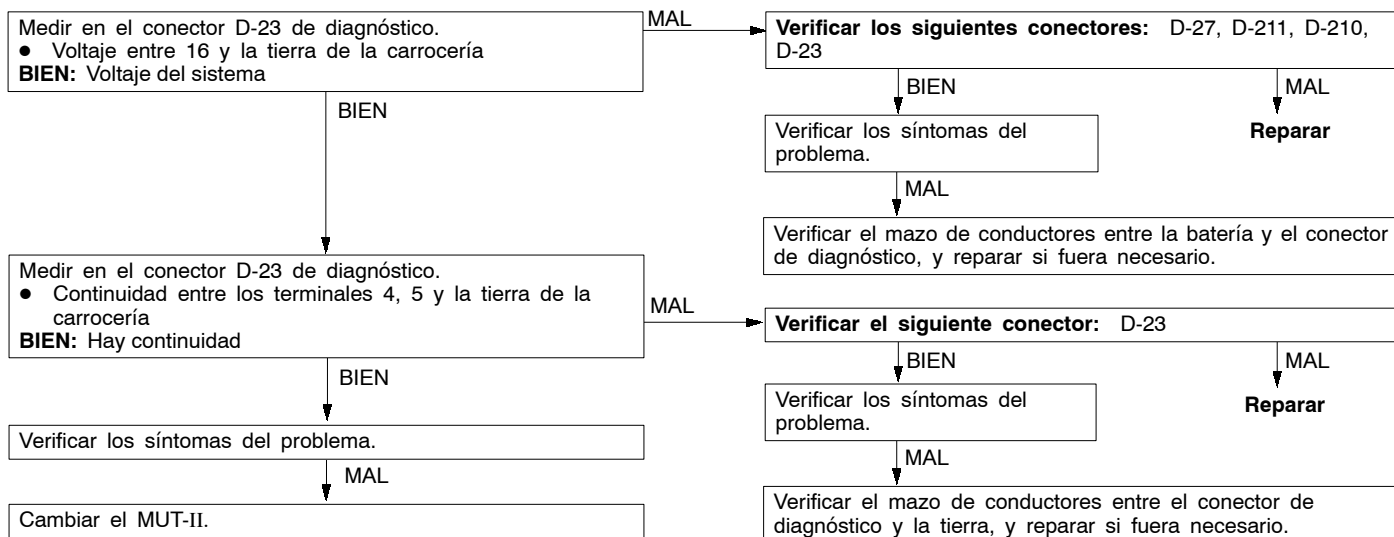 Medir en el conector D-23 de diagnóstico.
● Voltaje entre 16 y la tierra de la carrocería
BIEN: Voltaje del sistema
MAL
Verificar los siguientes conectores: D-27, D-211, D-210,
D-23
BIEN
MAL
Verificar los síntomas del
problema.
Reparar
MAL
Verificar el mazo de conductores entre la batería y el conector
de diagnóstico, y reparar si fuera necesario.
BIEN
Medir en el conector D-23 de diagnóstico.
● Continuidad entre los terminales 4, 5 y la tierra de la
carrocería
BIEN: Hay continuidad
MAL
Verificar el siguiente conector: D-23
BIEN
MAL
Verificar los síntomas del
problema.
Reparar
MAL
Verificar el mazo de conductores entre el conector de
diagnóstico y la tierra, y reparar si fuera necesario.
BIEN
Verificar los síntomas del problema.
MAL
Cambiar el MUT-II.